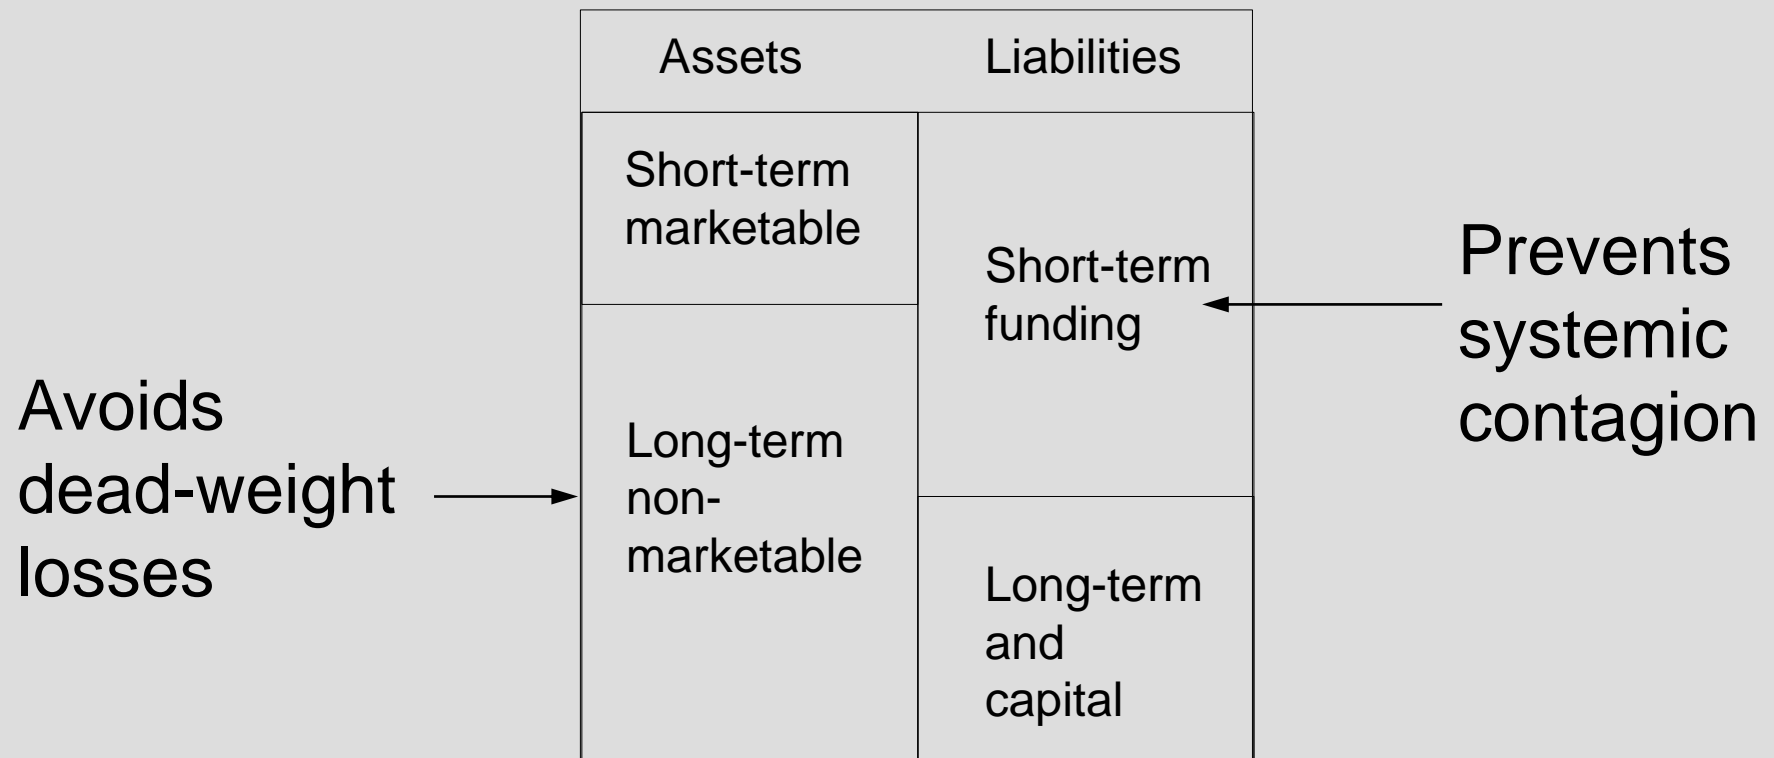 Assets Liabilities
Short-term
marketable
Short-term
funding
Prevents
systemic
contagion
Avoids
dead-weight
losses
Long-term
non-
marketable
Long-term
and
capital